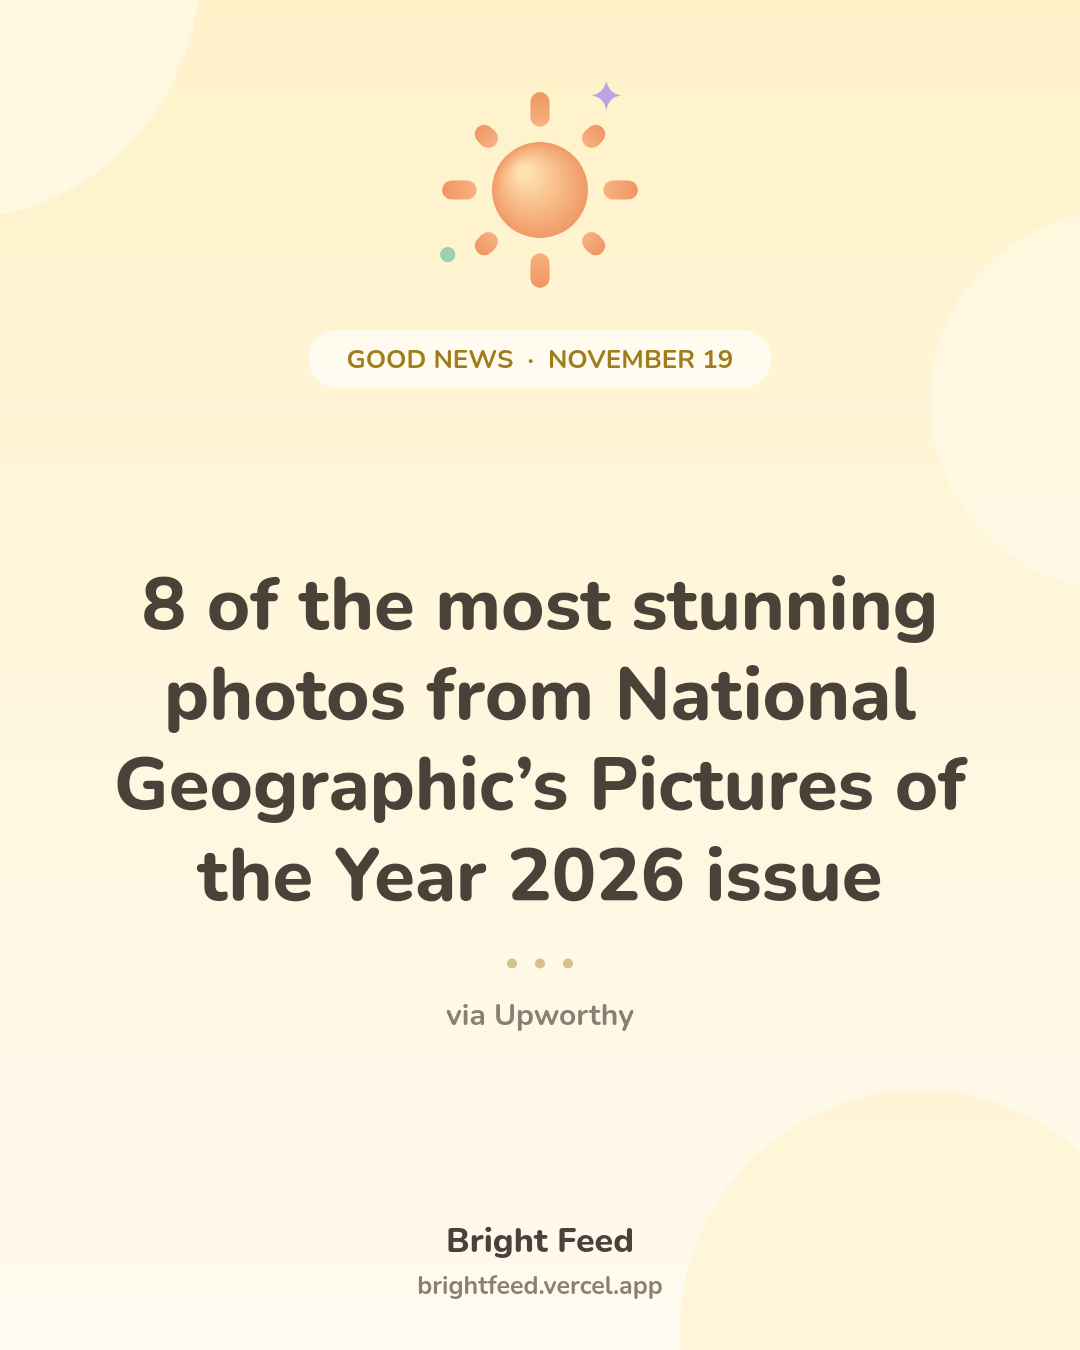 GOOD NEWS · NOVEMBER 19
8 of the most stunning
photos from National
Geographic’s Pictures of
the Year 2026 issue
via Upworthy
Bright Feed
brightfeed.vercel.app